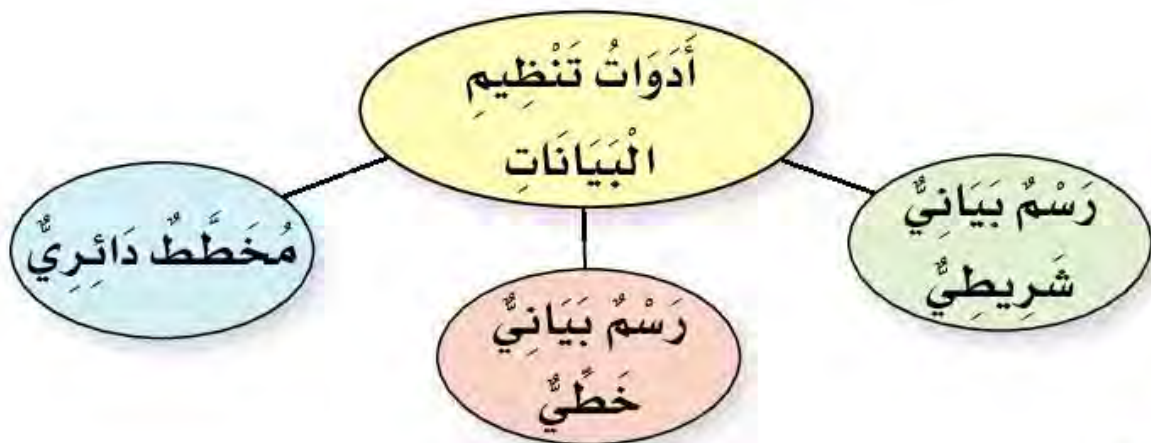 أَدَوَاتُ تَنْظِيمِ
الْبَيَانَاتِ
رَسْمٌ بَيَانِيٌّ
شَرِيطِيٌّ
رَسْمٌ بَيَانِيٌّ
خَطِّيٌّ
مُخَطَّطٌ دَائِرِيٌّ